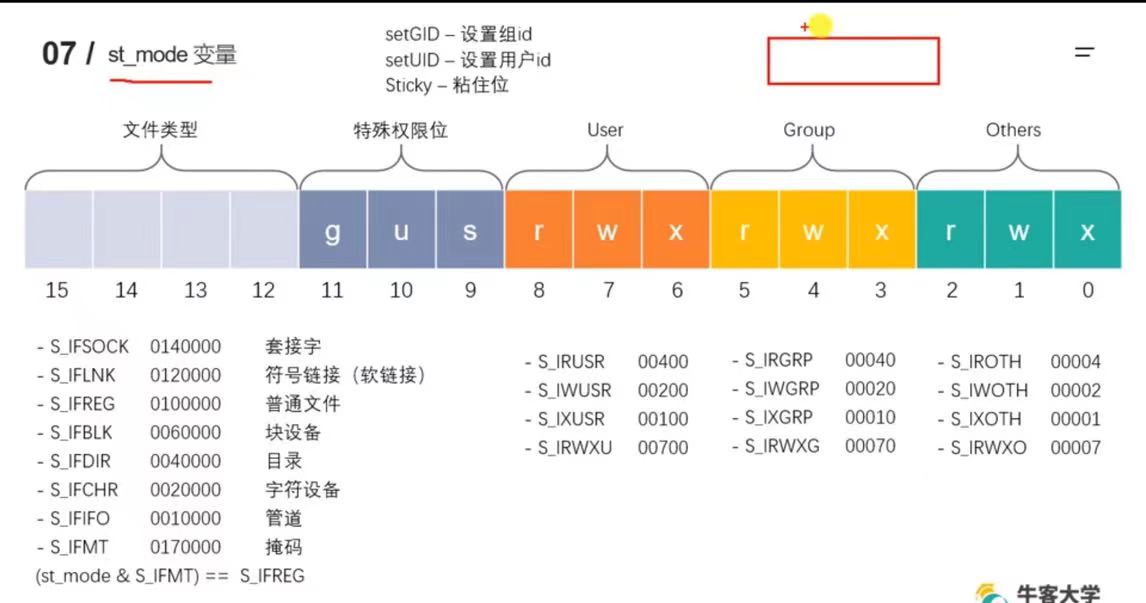 07 / st_mode 变量
setGID – 设置组id
setUID – 设置用户id
Sticky – 粘住位
文件类型 特殊权限位 User Group Others
g u s r w x r w x r w x
15 14 13 12 11 10 9 8 7 6 5 4 3 2 1 0
- S_IFSOCK 0140000 套接字
- S_IFLNK 0120000 符号链接（软链接）
- S_IFREG 0100000 普通文件
- S_IFBLK 0060000 块设备
- S_IFDIR 0040000 目录
- S_IFCHR 0020000 字符设备
- S_IFIFO 0010000 管道
- S_IFMT 0170000 掩码
(st_mode & S_IFMT) == S_IFREG
- S_IRUSR 00400
- S_IWUSR 00200
- S_IXUSR 00100
- S_IRWXU 00700
- S_IRGRP 00040
- S_IWGRP 00020
- S_IXGRP 00010
- S_IRWXG 00070
- S_IROTH 00004
- S_IWOTH 00002
- S_IXOTH 00001
- S_IRWXO 00007
牛客大学